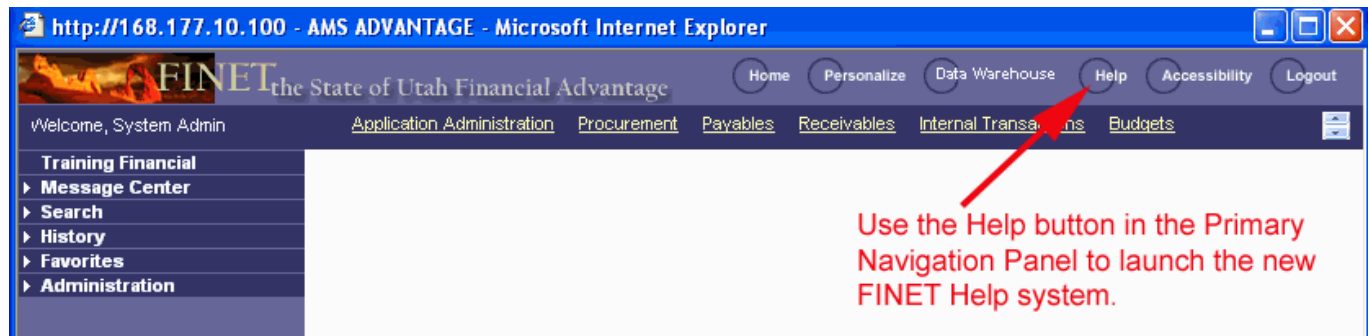 http://168.177.10.100 - AMS ADVANTAGE - Microsoft Internet Explorer
FINET the State of Utah Financial Advantage
Home Personalize Data Warehouse Help Accessibility Logout
Welcome, System Admin
Application Administration Procurement Payables Receivables Internal Transactions Budgets
Training Financial
Message Center
Search
History
Favorites
Administration
Use the Help button in the Primary
Navigation Panel to launch the new
FINET Help system.